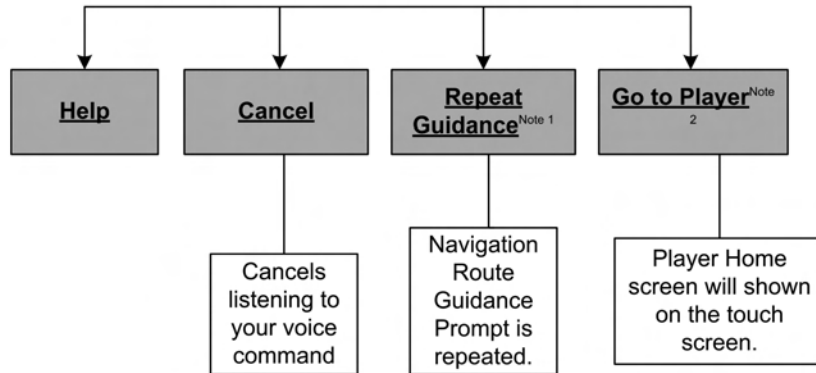 Help
Cancel
Repeat
Guidance Note 1
Go to Player Note
2
Cancels
listening to
your voice
command
Navigation
Route
Guidance
Prompt is
repeated.
Player Home
screen will shown
on the touch
screen.